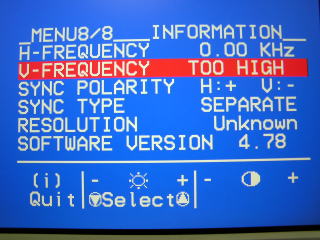 MENU8/8 INFORMATION
H-FREQUENCY 0.00 KHz
V-FREQUENCY TOO HIGH
SYNC POLARITY H:+ V:-
SYNC TYPE SEPARATE
RESOLUTION Unknown
SOFTWARE VERSION 4.78
(i) - + - +
Quit Select